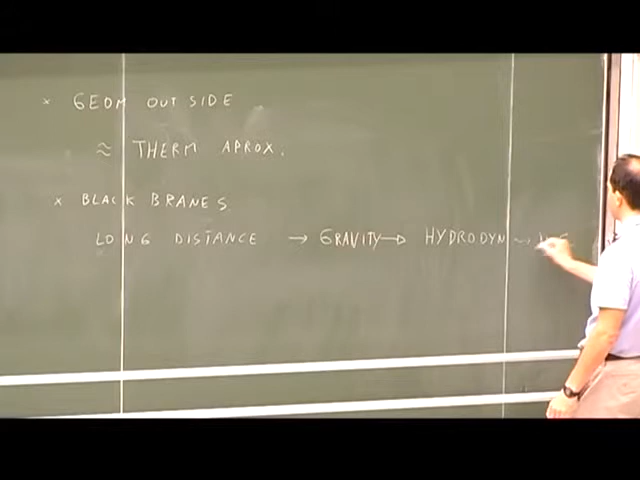 × GEOM OUTSIDE
≈ THERM APROX.
× BLACK BRANES
LONG DISTANCE → GRAVITY → HYDRODYN →